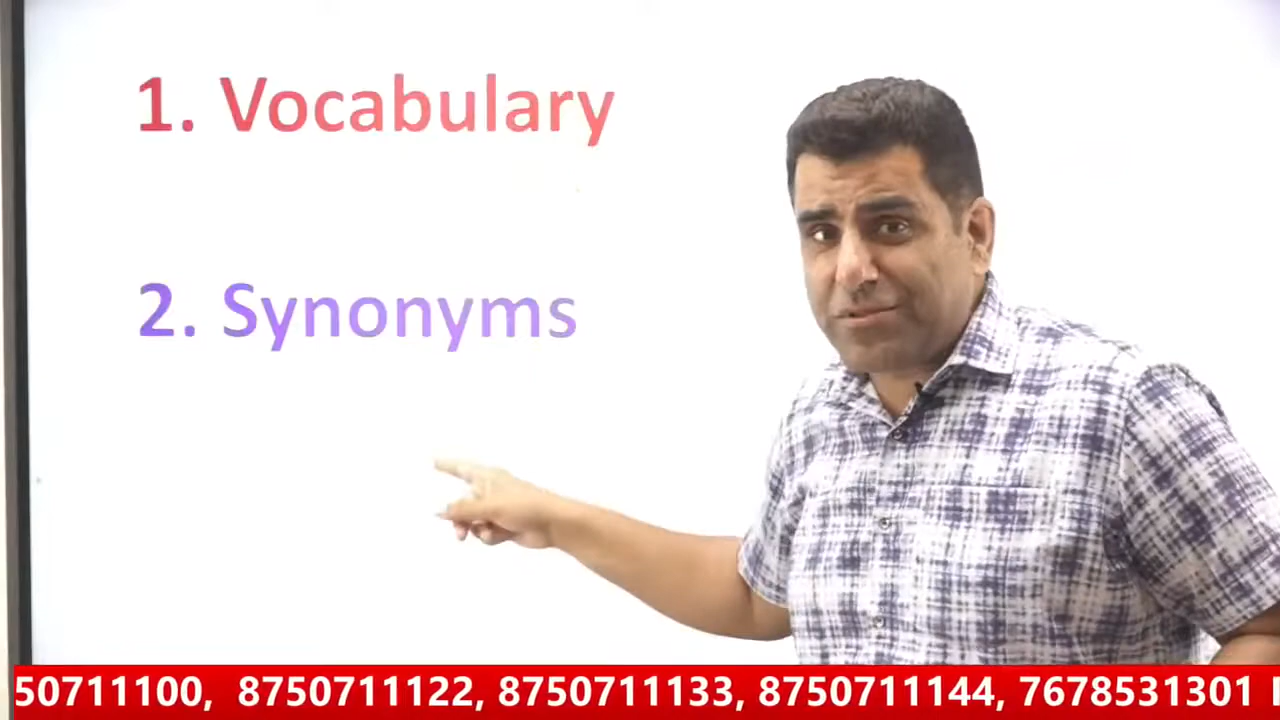 1. Vocabulary
2. Synonyms
50711100, 8750711122, 8750711133, 8750711144, 7678531301